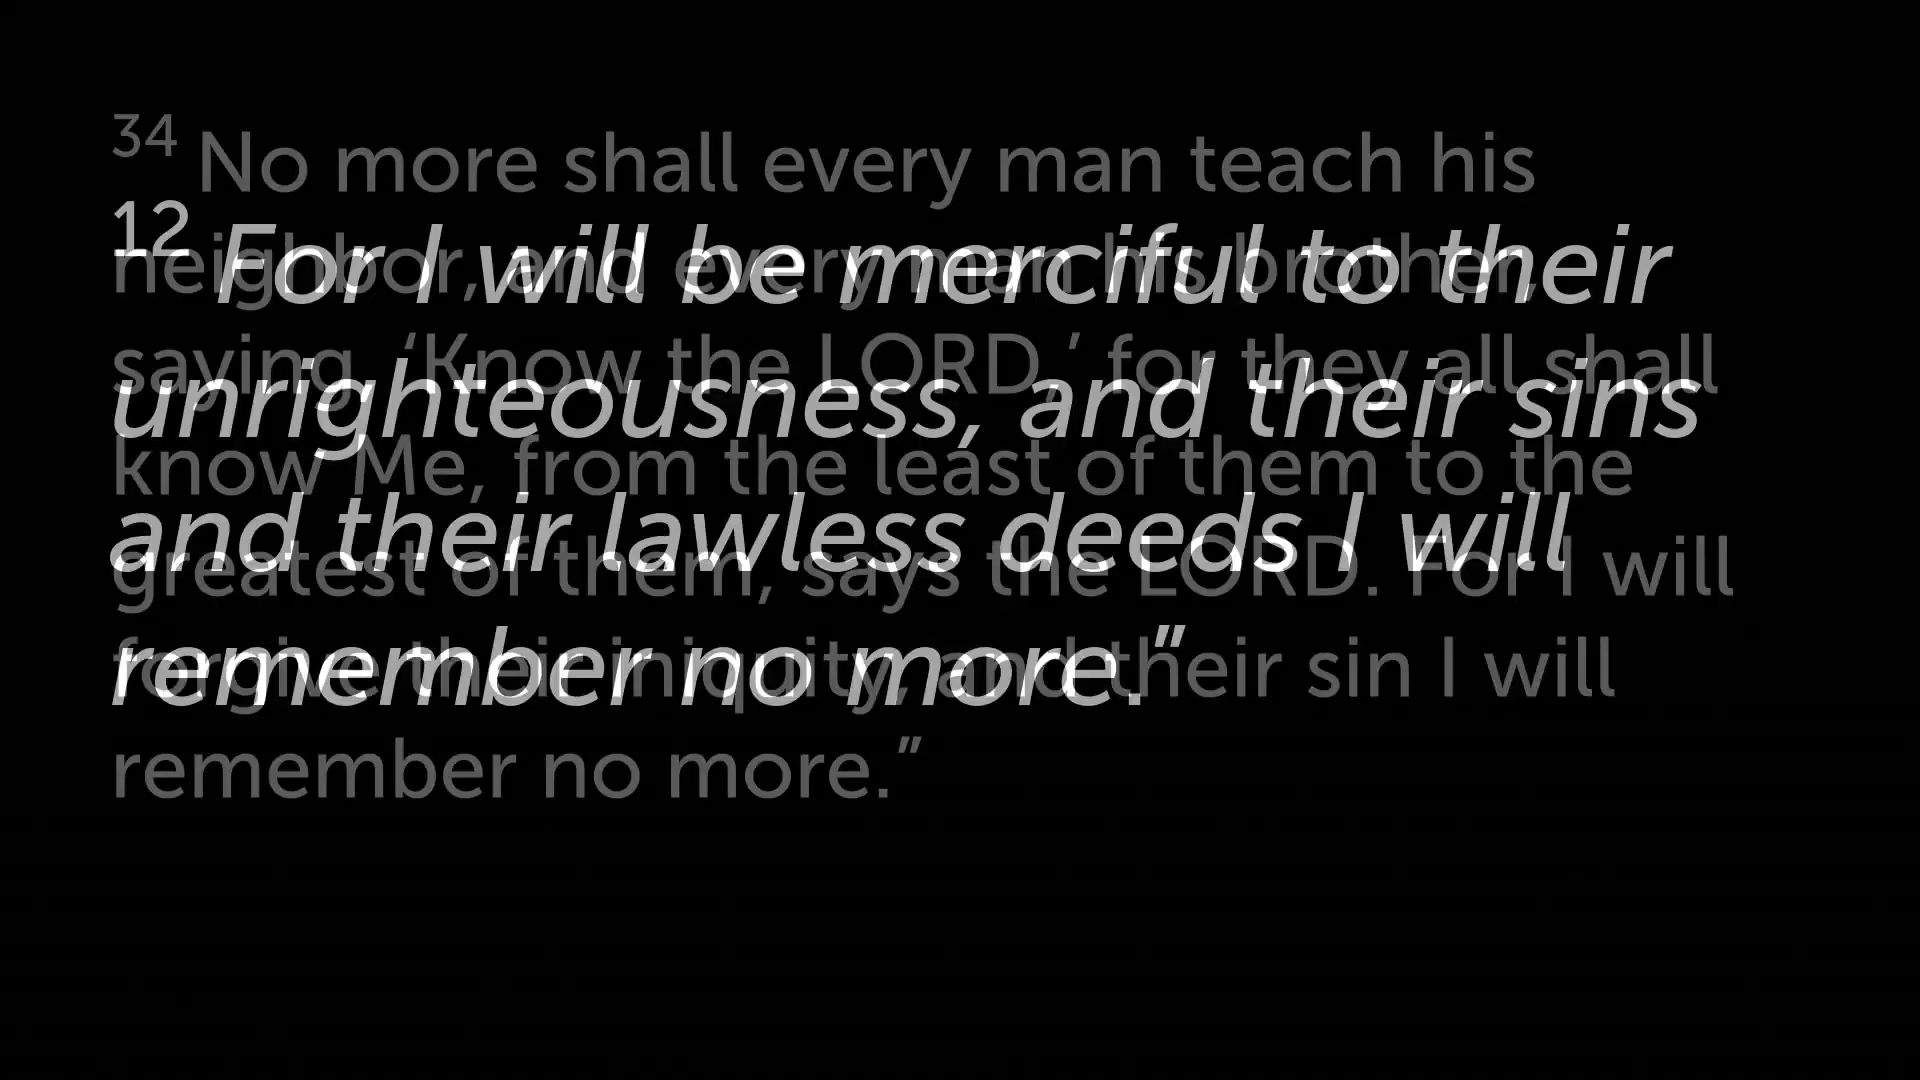 34 No more shall every man teach his
neighbor, and every man his brother,
saying, ‘Know the LORD,’ for they all shall
know Me, from the least of them to the
greatest of them, says the LORD. For I will
forgive their iniquity, and their sin I will
remember no more.”
12 For I will be merciful to their
unrighteousness, and their sins
and their lawless deeds I will
remember no more.”